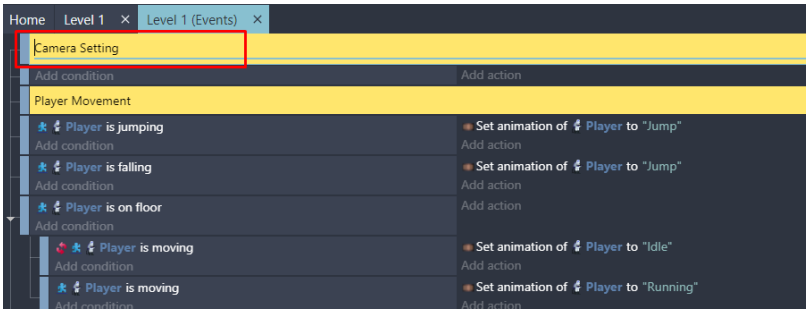 Home Level 1 × Level 1 (Events) ×
Camera Setting
Add condition Add action
Player Movement
Player is jumping Set animation of Player to "Jump"
Add condition Add action
Player is falling Set animation of Player to "Jump"
Add condition Add action
Player is on floor Add action
Add condition
Player is moving Set animation of Player to "Idle"
Add condition Add action
Player is moving Set animation of Player to "Running"
Add condition Add action